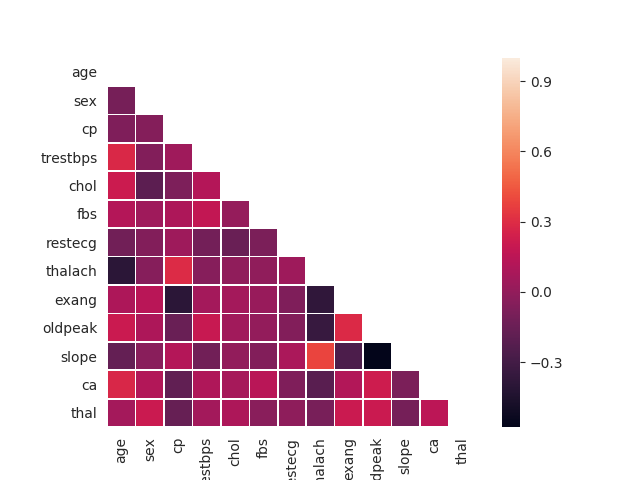 age
sex
cp
trestbps
chol
fbs
restecg
thalach
exang
oldpeak
slope
ca
thal
0.9
0.6
0.3
0.0
−0.3
age
sex
cp
estbps
chol
fbs
estecg
halach
exang
dpeak
slope
ca
thal